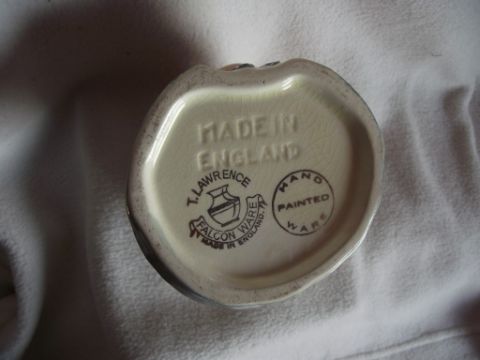 MADE IN
ENGLAND
T. LAWRENCE
FALCON WARE
MADE IN ENGLAND.
HAND
PAINTED
WARE